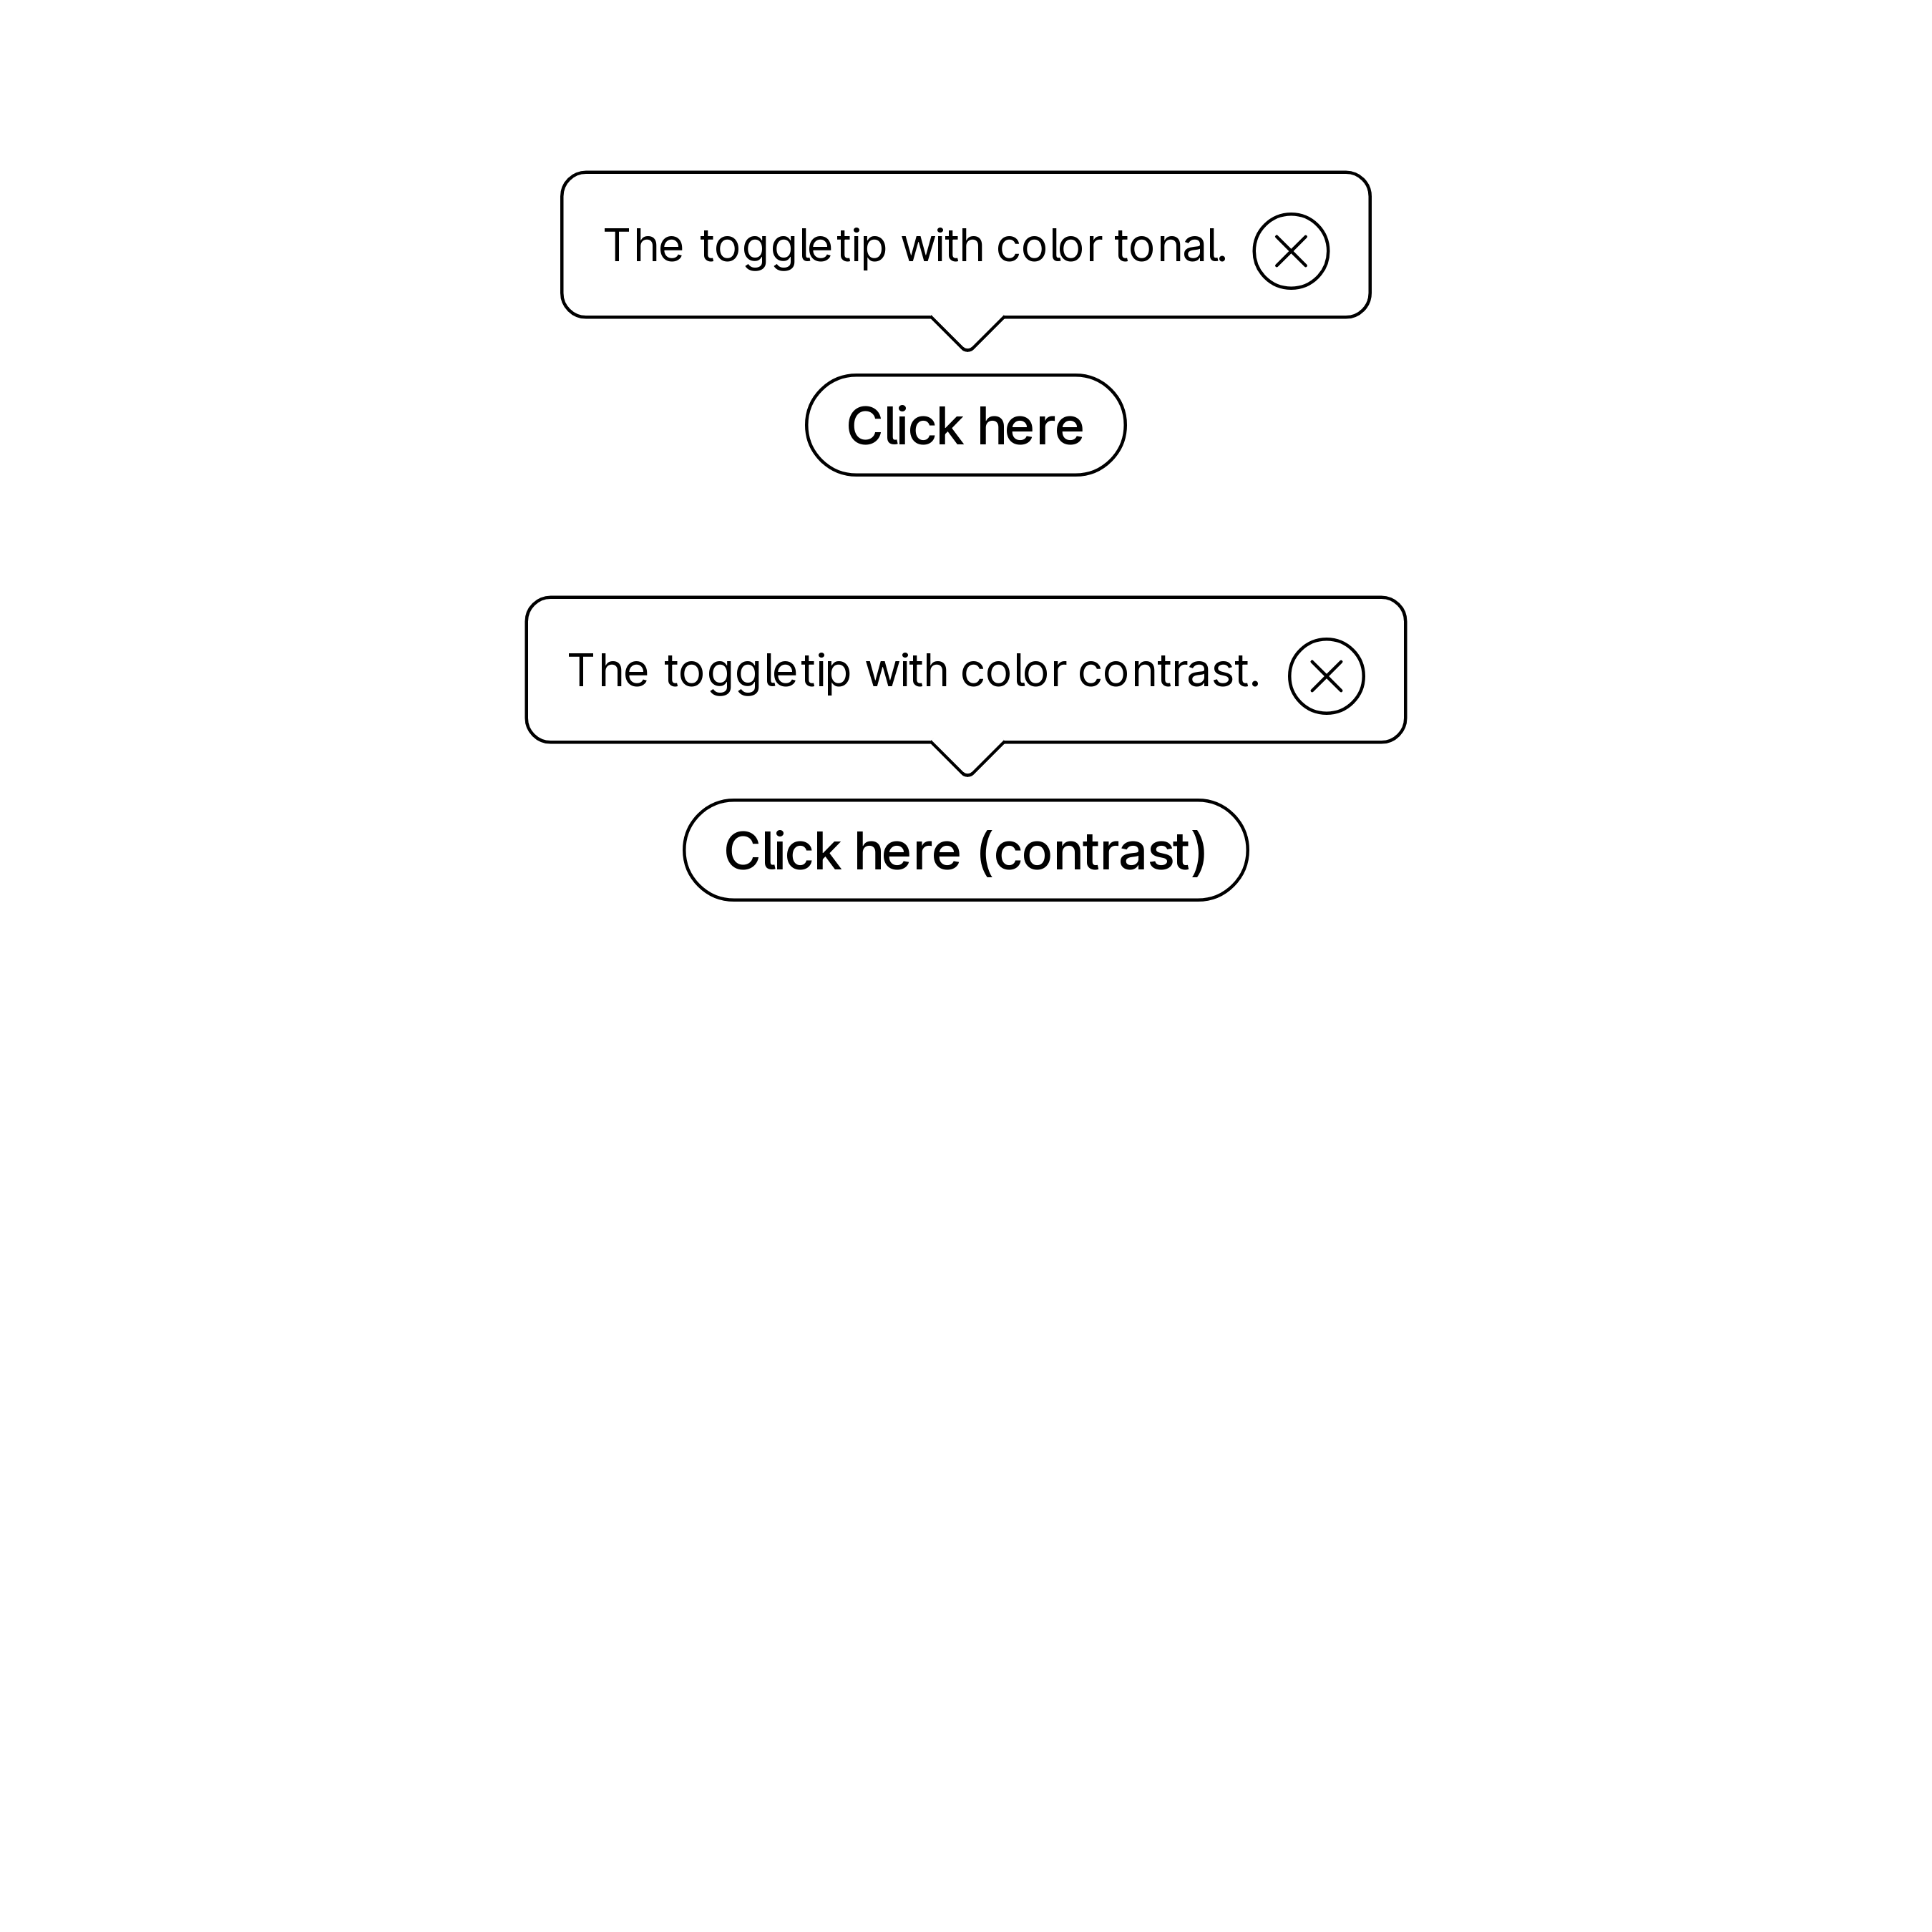 The toggletip with color tonal.
Click here
The toggletip with color contrast.
Click here (contrast)